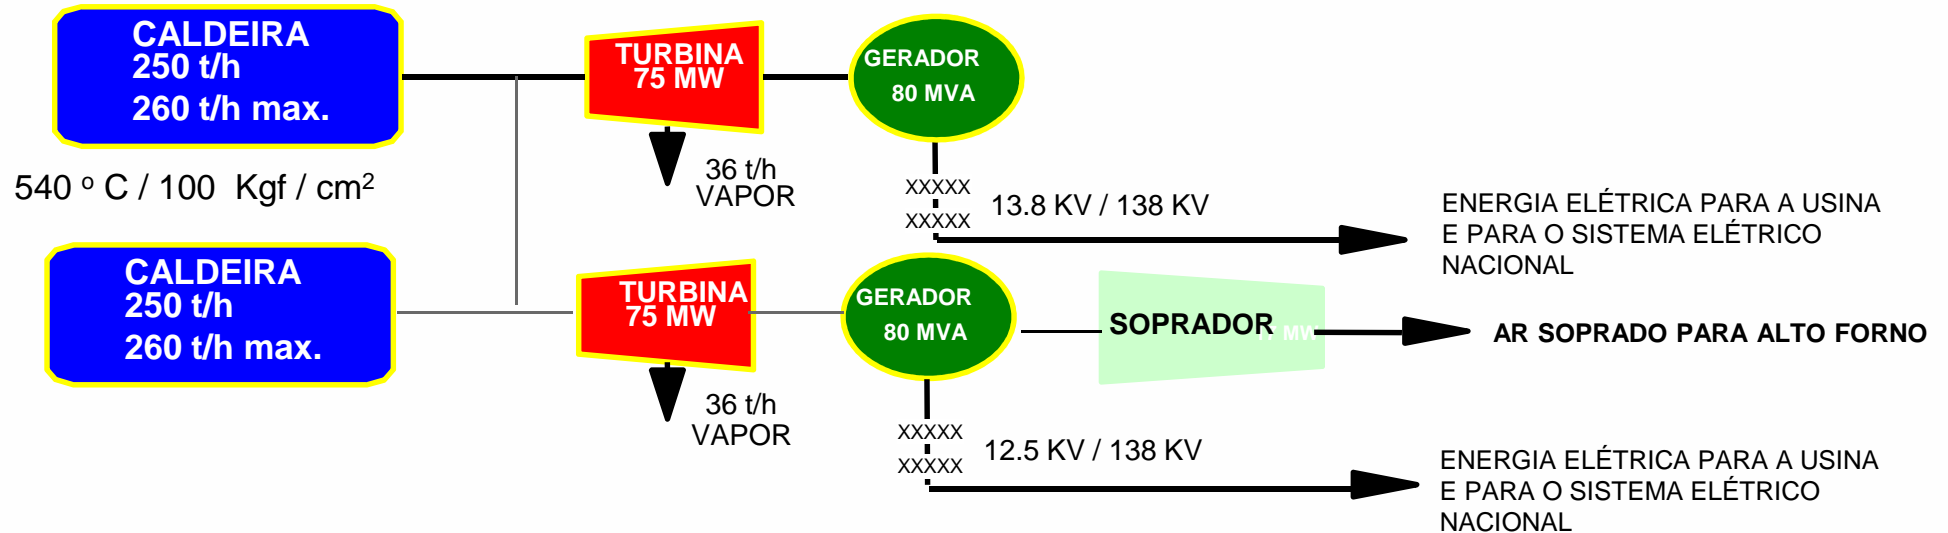 CALDEIRA
250 t/h
260 t/h max.
TURBINA
75 MW
GERADOR
80 MVA
36 t/h
VAPOR
540 º C / 100 Kgf / cm²
XXXXX
XXXXX
13.8 KV / 138 KV
ENERGIA ELÉTRICA PARA A USINA
E PARA O SISTEMA ELÉTRICO
NACIONAL
CALDEIRA
250 t/h
260 t/h max.
TURBINA
75 MW
GERADOR
80 MVA
SOPRADOR 17 MW
AR SOPRADO PARA ALTO FORNO
36 t/h
VAPOR
XXXXX
XXXXX
12.5 KV / 138 KV
ENERGIA ELÉTRICA PARA A USINA
E PARA O SISTEMA ELÉTRICO
NACIONAL